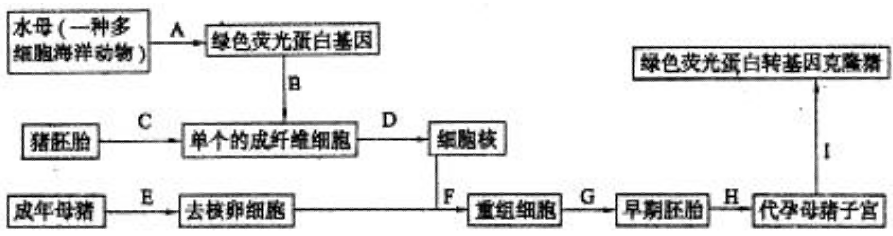 水母（一种多
细胞海洋动物）
A
绿色荧光蛋白基因
绿色荧光蛋白转基因克隆猪
B
猪胚胎
C
单个的成纤维细胞
D
细胞核
I
成年母猪
E
去核卵细胞
F
重组细胞
G
早期胚胎
H
代孕母猪子宫